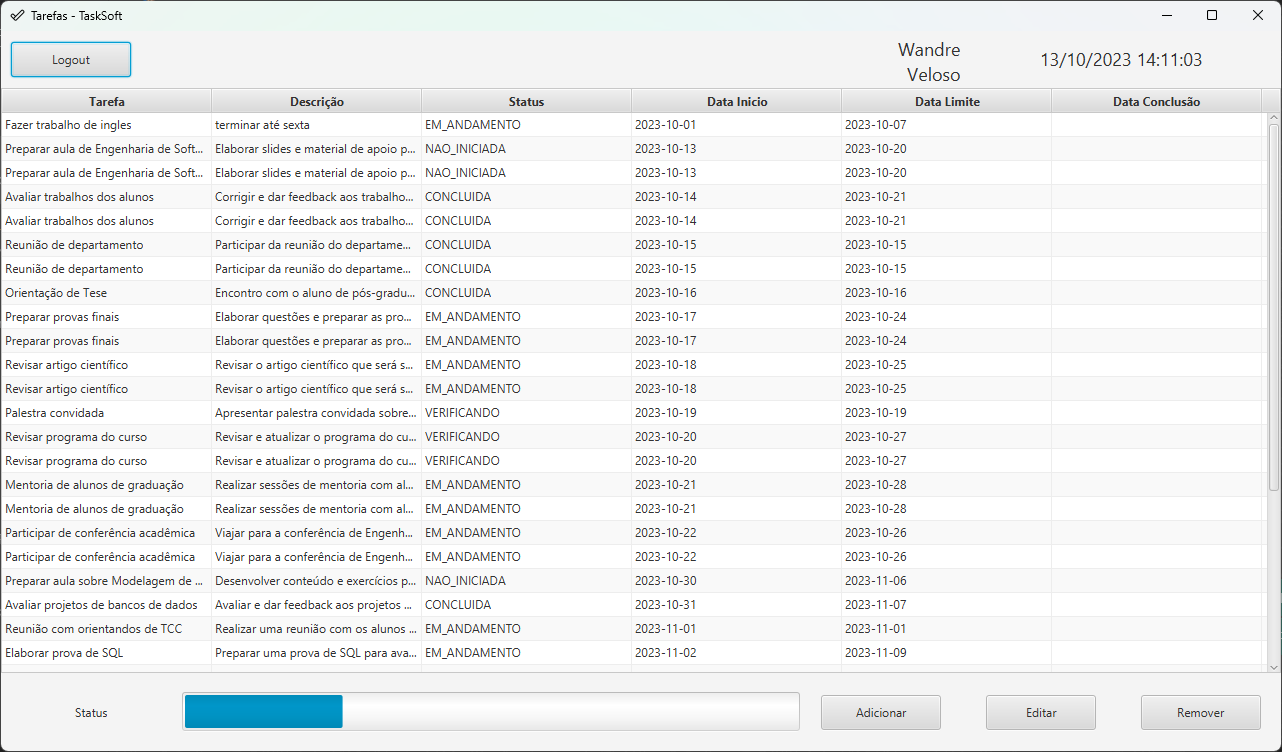 Tarefas - TaskSoft
Logout
Wandre
Veloso
13/10/2023 14:11:03
Tarefa Descrição Status Data Inicio Data Limite Data Conclusão
Fazer trabalho de ingles terminar até sexta EM_ANDAMENTO 2023-10-01 2023-10-07
Preparar aula de Engenharia de Soft... Elaborar slides e material de apoio p... NAO_INICIADA 2023-10-13 2023-10-20
Preparar aula de Engenharia de Soft... Elaborar slides e material de apoio p... NAO_INICIADA 2023-10-13 2023-10-20
Avaliar trabalhos dos alunos Corrigir e dar feedback aos trabalho... CONCLUIDA 2023-10-14 2023-10-21
Avaliar trabalhos dos alunos Corrigir e dar feedback aos trabalho... CONCLUIDA 2023-10-14 2023-10-21
Reunião de departamento Participar da reunião do departame... CONCLUIDA 2023-10-15 2023-10-15
Reunião de departamento Participar da reunião do departame... CONCLUIDA 2023-10-15 2023-10-15
Orientação de Tese Encontro com o aluno de pós-gradu... CONCLUIDA 2023-10-16 2023-10-16
Preparar provas finais Elaborar questões e preparar as pro... EM_ANDAMENTO 2023-10-17 2023-10-24
Preparar provas finais Elaborar questões e preparar as pro... EM_ANDAMENTO 2023-10-17 2023-10-24
Revisar artigo científico Revisar o artigo científico que será s... EM_ANDAMENTO 2023-10-18 2023-10-25
Revisar artigo científico Revisar o artigo científico que será s... EM_ANDAMENTO 2023-10-18 2023-10-25
Palestra convidada Apresentar palestra convidada sobre... VERIFICANDO 2023-10-19 2023-10-19
Revisar programa do curso Revisar e atualizar o programa do cu... VERIFICANDO 2023-10-20 2023-10-27
Revisar programa do curso Revisar e atualizar o programa do cu... VERIFICANDO 2023-10-20 2023-10-27
Mentoria de alunos de graduação Realizar sessões de mentoria com al... EM_ANDAMENTO 2023-10-21 2023-10-28
Mentoria de alunos de graduação Realizar sessões de mentoria com al... EM_ANDAMENTO 2023-10-21 2023-10-28
Participar de conferência acadêmica Viajar para a conferência de Engenh... EM_ANDAMENTO 2023-10-22 2023-10-26
Participar de conferência acadêmica Viajar para a conferência de Engenh... EM_ANDAMENTO 2023-10-22 2023-10-26
Preparar aula sobre Modelagem de ... Desenvolver conteúdo e exercícios p... NAO_INICIADA 2023-10-30 2023-11-06
Avaliar projetos de bancos de dados Avaliar e dar feedback aos projetos ... CONCLUIDA 2023-10-31 2023-11-07
Reunião com orientandos de TCC Realizar uma reunião com os alunos ... EM_ANDAMENTO 2023-11-01 2023-11-01
Elaborar prova de SQL Preparar uma prova de SQL para ava... EM_ANDAMENTO 2023-11-02 2023-11-09
Status Adicionar Editar Remover